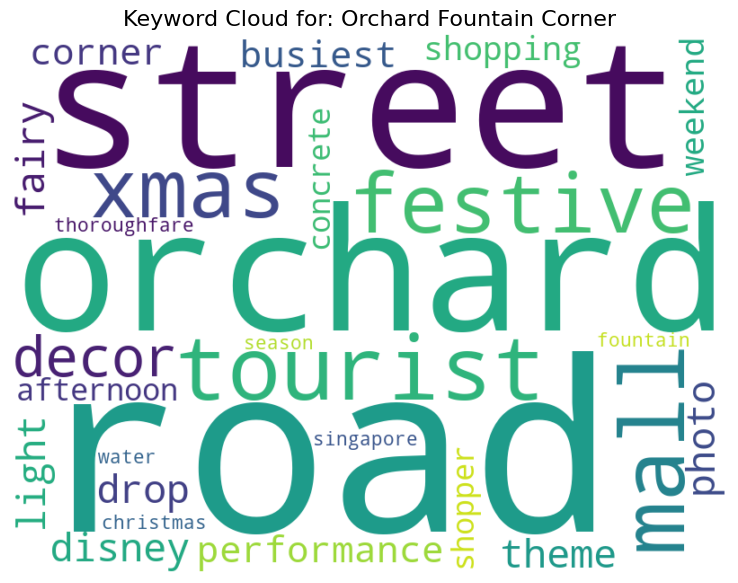 Keyword Cloud for: Orchard Fountain Corner
corner
busiest
shopping
street
weekend
fairy
concrete
xmas
festive
thoroughfare
orchard
decor
season
fountain
tourist
afternoon
mall
road
photo
light
singapore
water
drop
shopper
christmas
disney
performance
theme